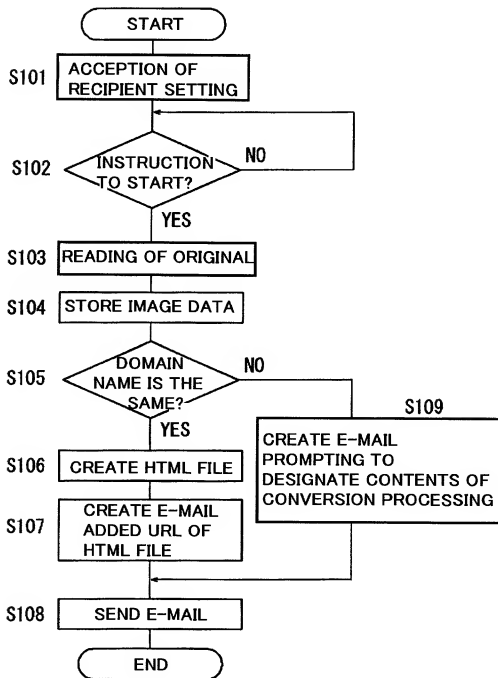 START
S101
ACCEPTION OF
RECIPIENT SETTING
S102
INSTRUCTION
TO START?
NO
YES
S103
READING OF ORIGINAL
S104
STORE IMAGE DATA
S105
DOMAIN
NAME IS THE
SAME?
NO
YES
S109
CREATE E-MAIL
PROMPTING TO
DESIGNATE CONTENTS OF
CONVERSION PROCESSING
S106
CREATE HTML FILE
S107
CREATE E-MAIL
ADDED URL OF
HTML FILE
S108
SEND E-MAIL
END